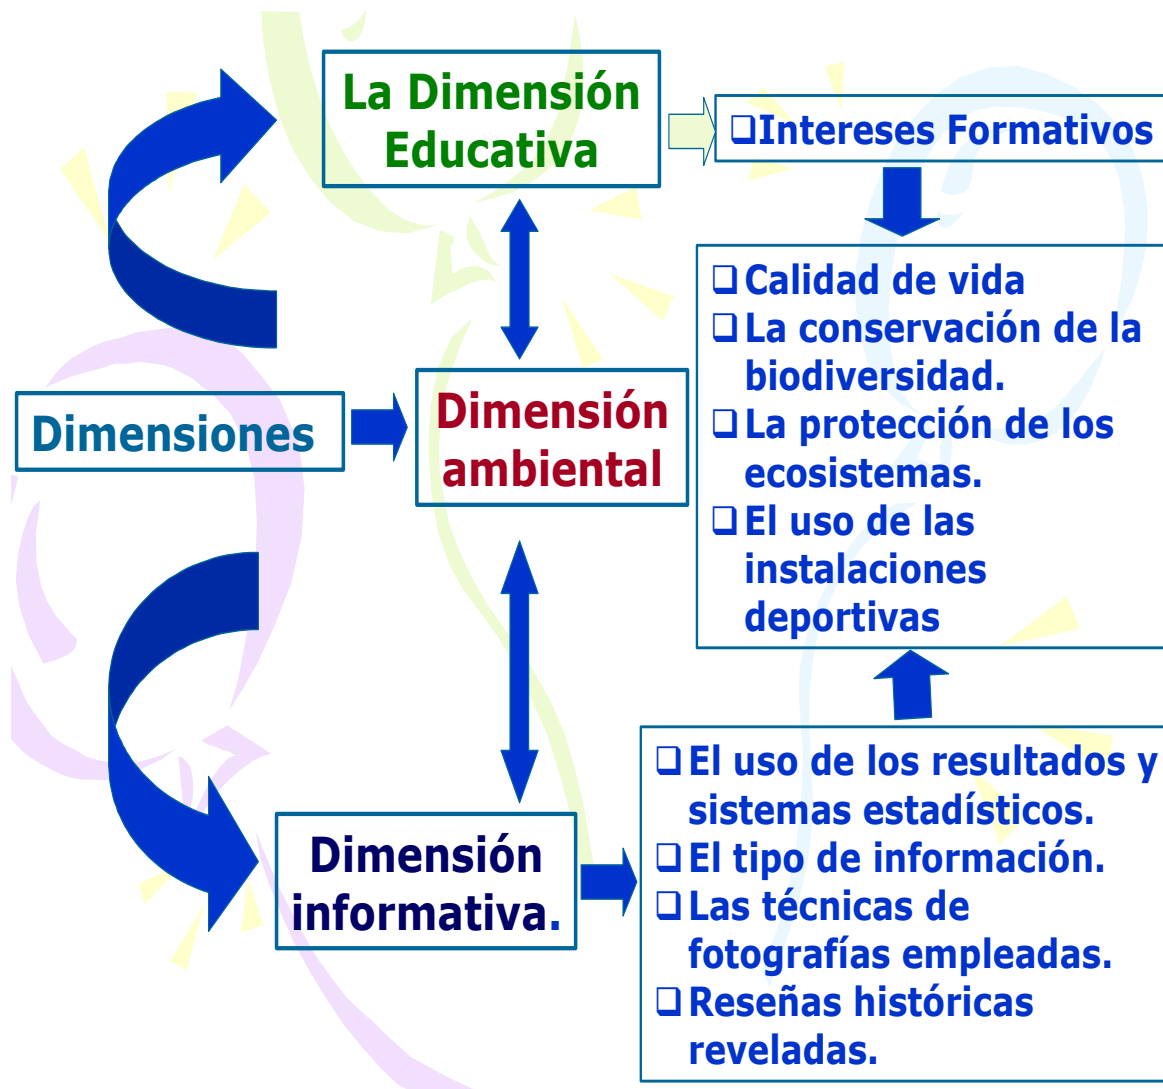 La Dimensión
Educativa
❑Intereses Formativos
❑Calidad de vida
❑La conservación de la
biodiversidad.
❑La protección de los
ecosistemas.
❑El uso de las
instalaciones
deportivas
Dimensiones
Dimensión
ambiental
Dimensión
informativa.
❑El uso de los resultados y
sistemas estadísticos.
❑El tipo de información.
❑Las técnicas de
fotografías empleadas.
❑Reseñas históricas
reveladas.